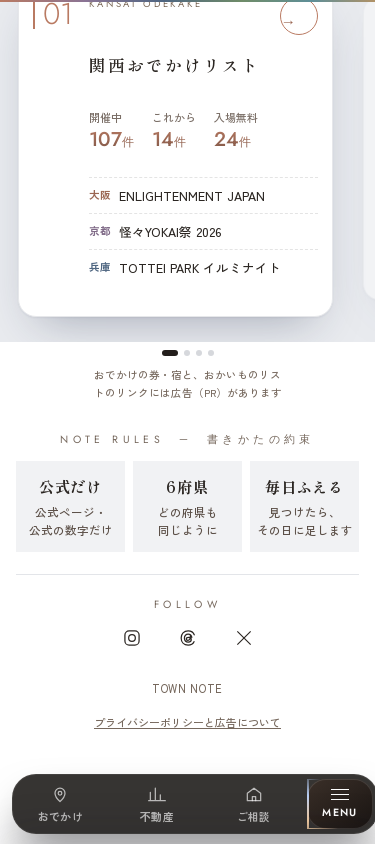 01 KANSAI ODEKAKE
→
関西おでかけリスト
開催中 これから 入場無料
107件 14件 24件
大阪 ENLIGHTENMENT JAPAN
京都 怪々YOKAI祭 2026
兵庫 TOTTEI PARK イルミナイト
おでかけの券・宿と、おかいものリス
トのリンクには広告（PR）があります
NOTE RULES — 書きかたの約束
公式だけ 6府県 毎日ふえる
公式ページ・ どの府県も 見つけたら、
公式の数字だけ 同じように その日に足します
FOLLOW
TOWN NOTE
プライバシーポリシーと広告について
おでかけ 不動産 ご相談 MENU